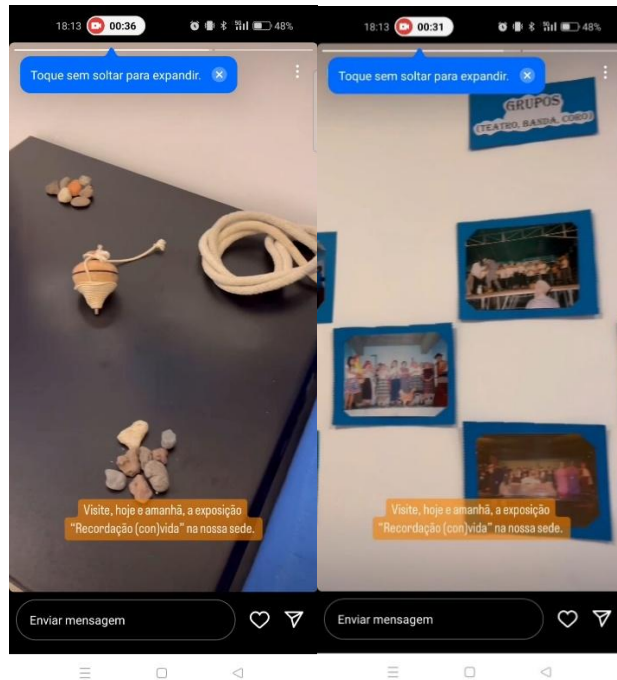 18:13 00:36 48%
Toque sem soltar para expandir.
Visite, hoje e amanhã, a exposição
"Recordação (con)vida" na nossa sede.
Enviar mensagem
18:13 00:31 48%
Toque sem soltar para expandir.
GRUPOS
(TEATRO, BANDA, CORO)
Visite, hoje e amanhã, a exposição
"Recordação (con)vida" na nossa sede.
Enviar mensagem